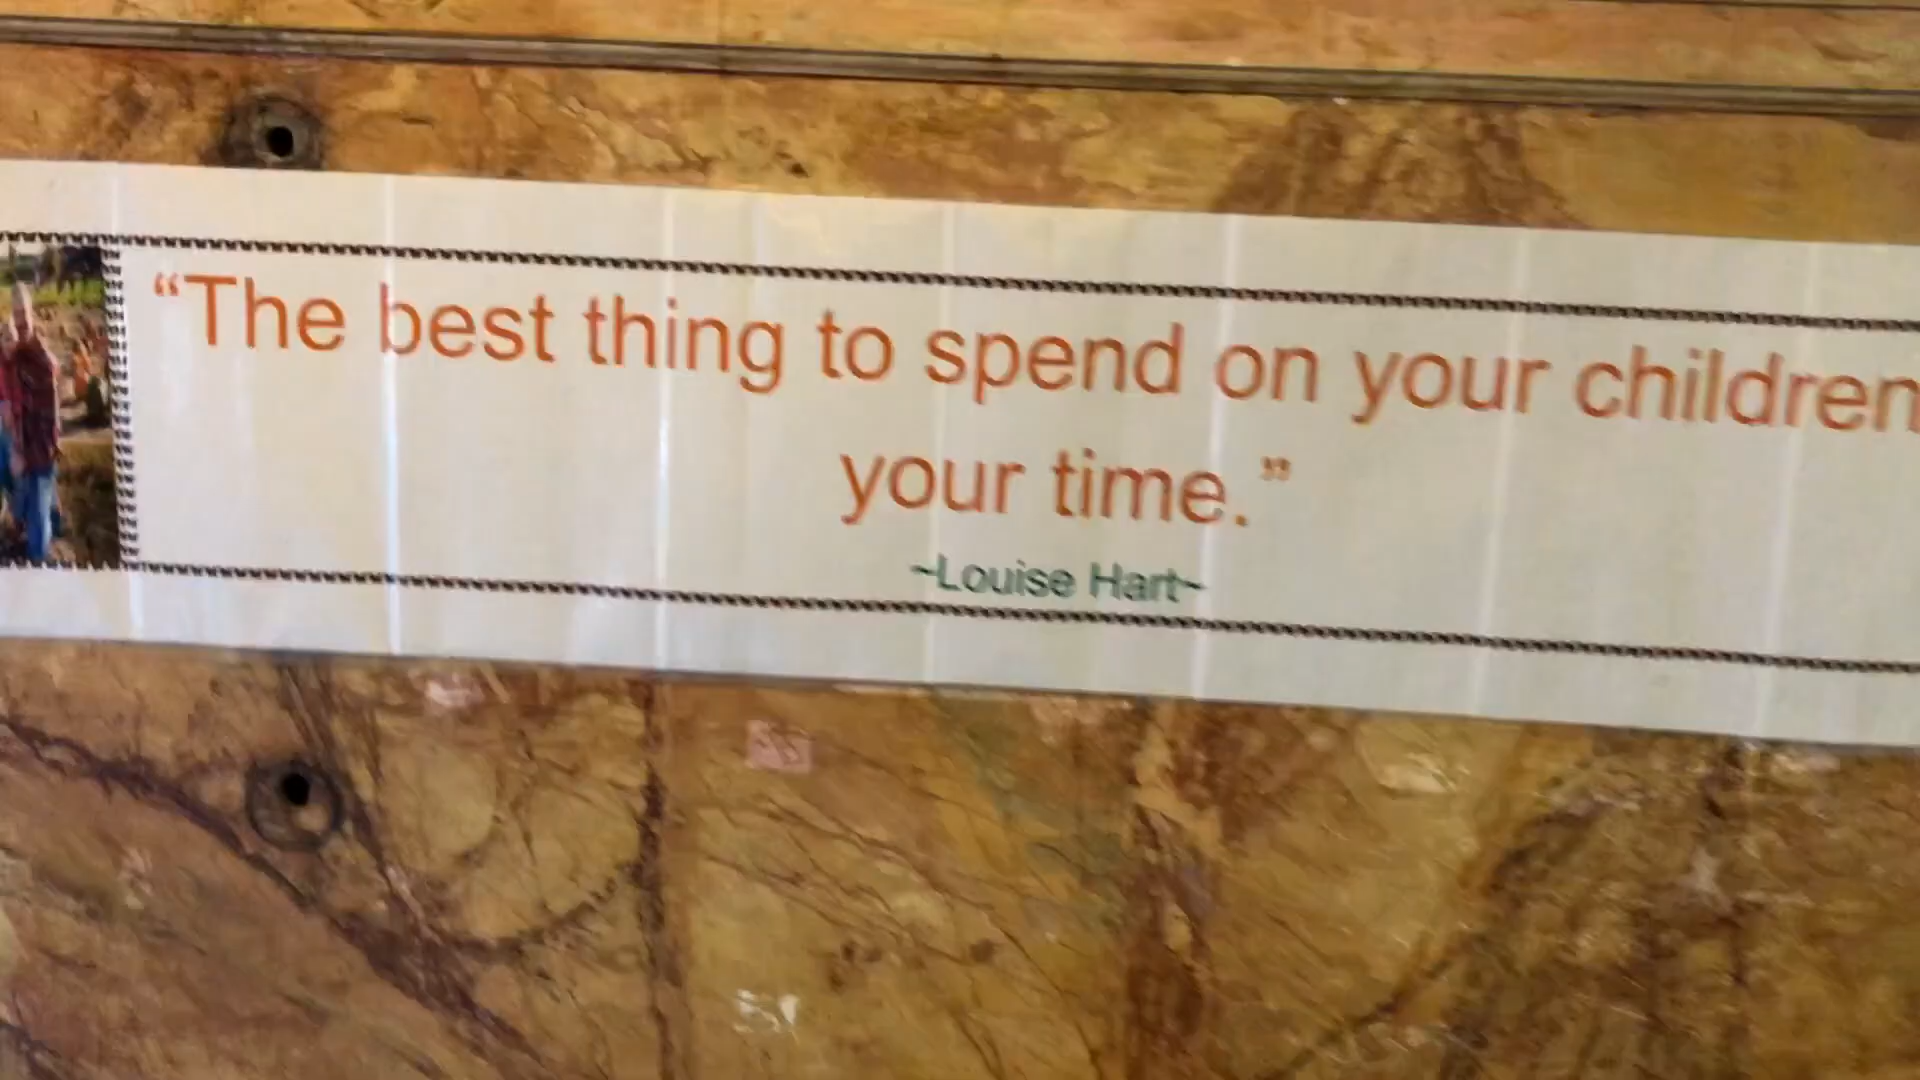 “The best thing to spend on your children
your time.”
~Louise Hart~